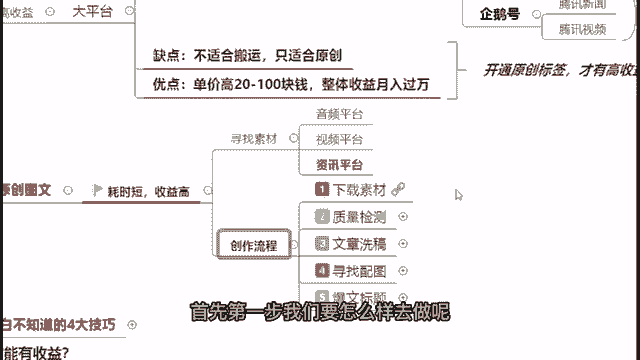 高收益
大平台
企鹅号
腾讯新闻
腾讯视频
缺点：不适合搬运，只适合原创
优点：单价高20-100块钱，整体收益月入过万
开通原创标签，才有高收益
音频平台
寻找素材
视频平台
资讯平台
原创图文
耗时短，收益高
1 下载素材
2 质量检测
创作流程
3 文章洗稿
4 寻找配图
5 爆文标题
首先第一步我们要怎么样去做呢
白不知道的4大技巧
能有收益？